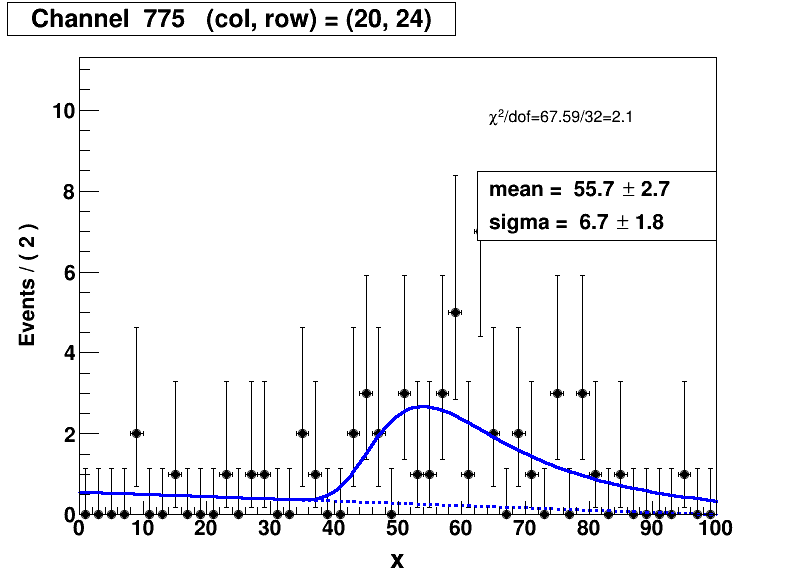 Channel 775 (col, row) = (20, 24)
χ²/dof=67.59/32=2.1
mean = 55.7 ± 2.7
sigma = 6.7 ± 1.8
Events / ( 2 )
10
8
6
4
2
0
0 10 20 30 40 50 60 70 80 90 100
x